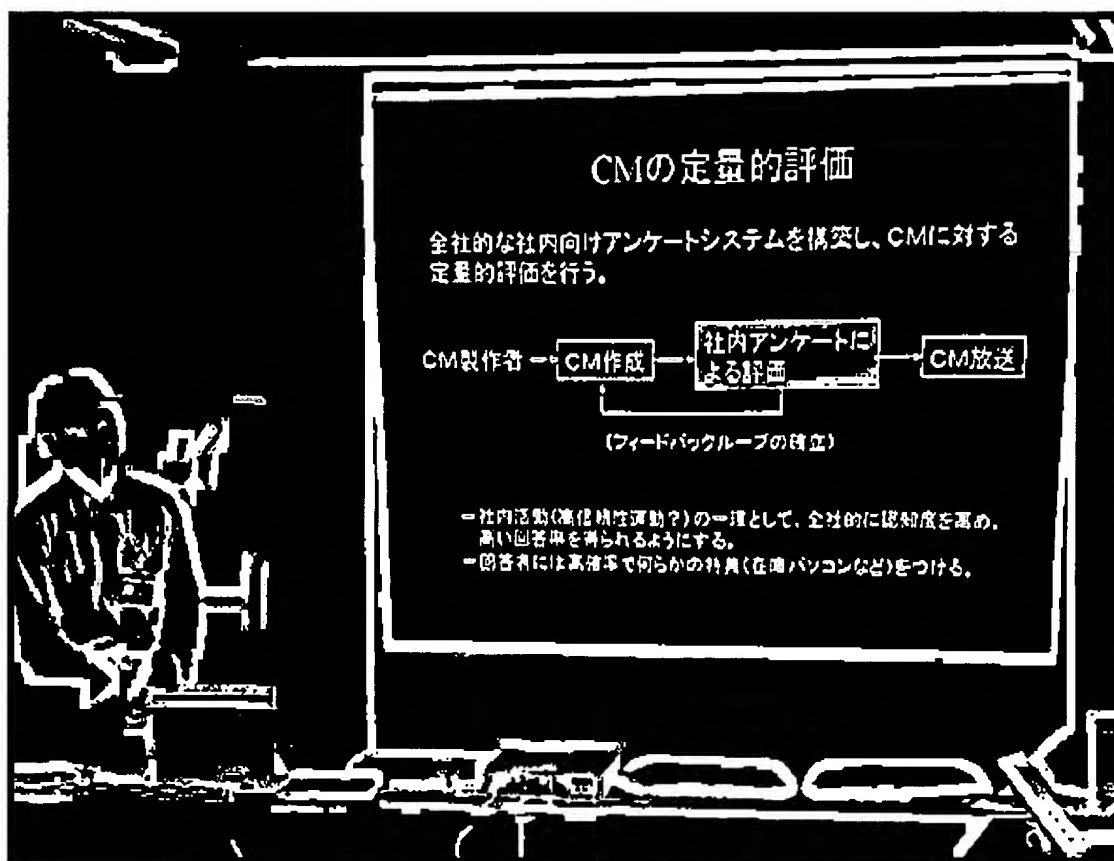 CMの定量的評価
全社的な社内向けアンケートシステムを構築し、CMに対する
定量的評価を行う。
CM製作者
CM作成
社内アンケートに
よる評価
CM放送
(フィードバックループの確立)
－社内活動(高信頼性運動?)の一環として、全社的に認知度を高め、
高い回答率を得られるようにする。
－回答者には高確率で何らかの特典(在庫パソコンなど)をつける。